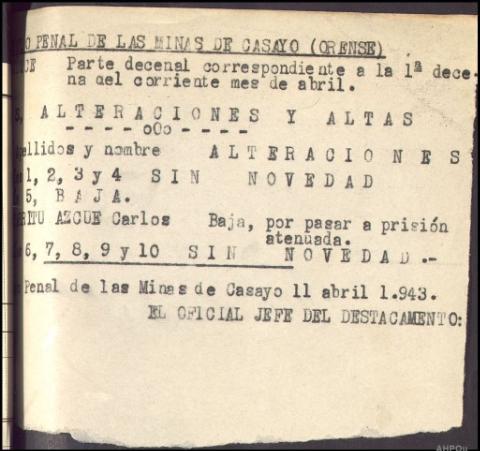 O PENAL DE LAS MINAS DE CASAYO (ORENSE)
CE Parte decenal correspondiente a la 1ª dece-
na del corriente mes de abril.
S, ALTERACIONES Y ALTAS
- - - - - oOo - - - - -
ellidos y nombre ALTERACIONES
1, 2, 3 y 4 SIN NOVEDAD
5, BAJA.
RITU AZCUE Carlos Baja, por pasar a prisión
atenuada.
6, 7, 8, 9 y 10 SIN NOVEDAD.-
Penal de las Minas de Casayo 11 abril 1.943.
EL OFICIAL JEFE DEL DESTACAMENTO:
AHPOu